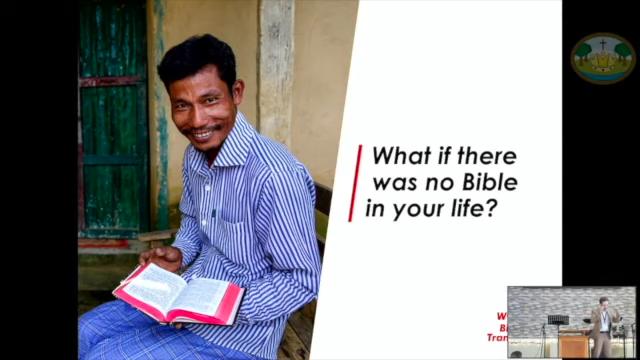 What if there
was no Bible
in your life?